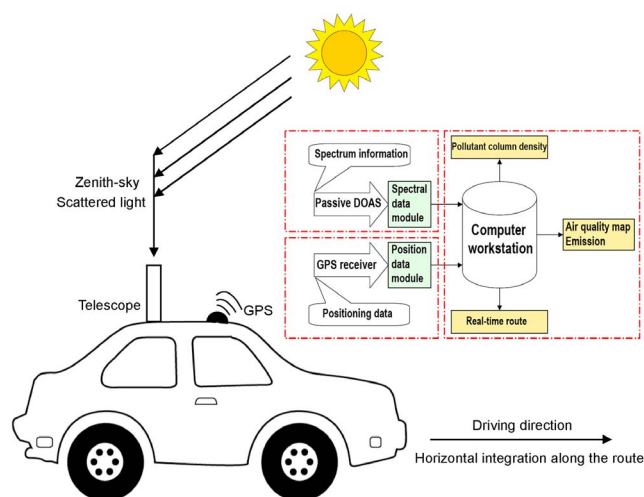 Zenith-sky
Scattered light
Telescope
GPS
Spectrum information
Passive DOAS
Spectral
data
module
GPS receiver
Position
data
module
Positioning data
Pollutant column density
Computer
workstation
Air quality map
Emission
Real-time route
Driving direction
Horizontal integration along the route